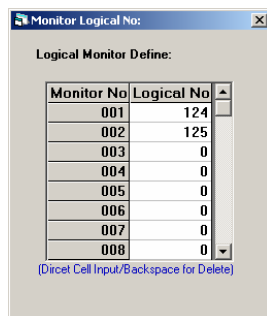 Monitor Logical No:
Logical Monitor Define:
Monitor No Logical No
001 124
002 125
003 0
004 0
005 0
006 0
007 0
008 0
(Dircet Cell Input/Backspace for Delete)